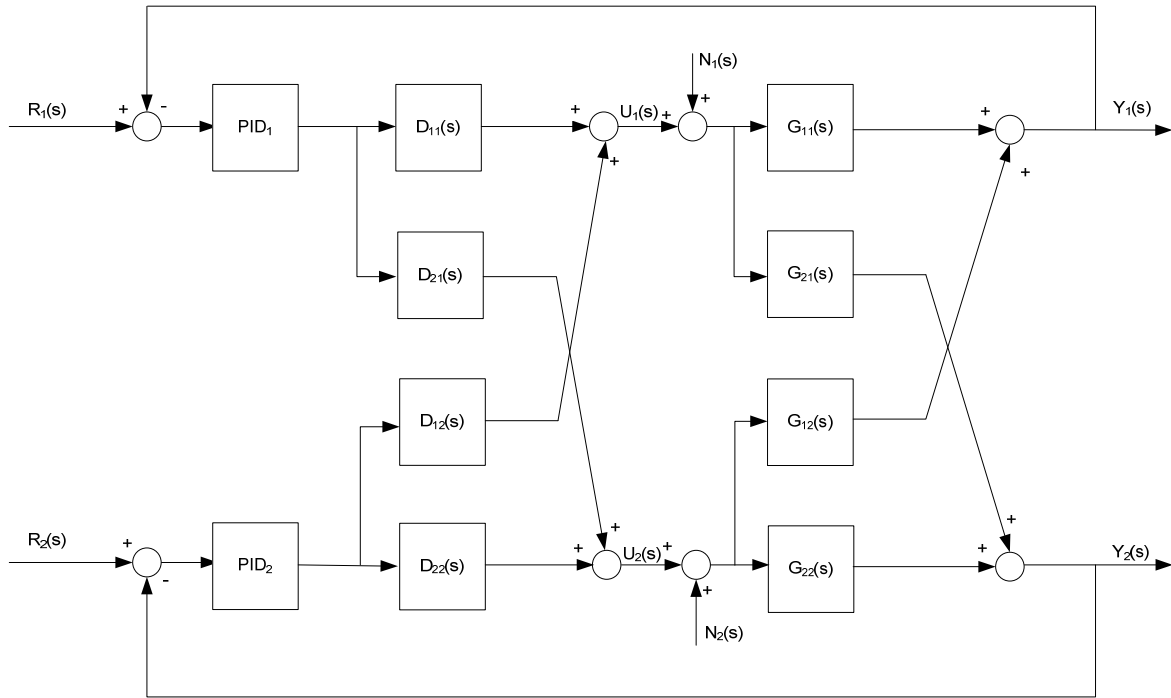 N₁(s)
R₁(s) + - PID₁ D₁₁(s) + U₁(s) + + G₁₁(s) + Y₁(s)
+ +
D₂₁(s) G₂₁(s)
D₁₂(s) G₁₂(s)
R₂(s) + - PID₂ D₂₂(s) + + U₂(s) + + G₂₂(s) + + Y₂(s)
N₂(s)